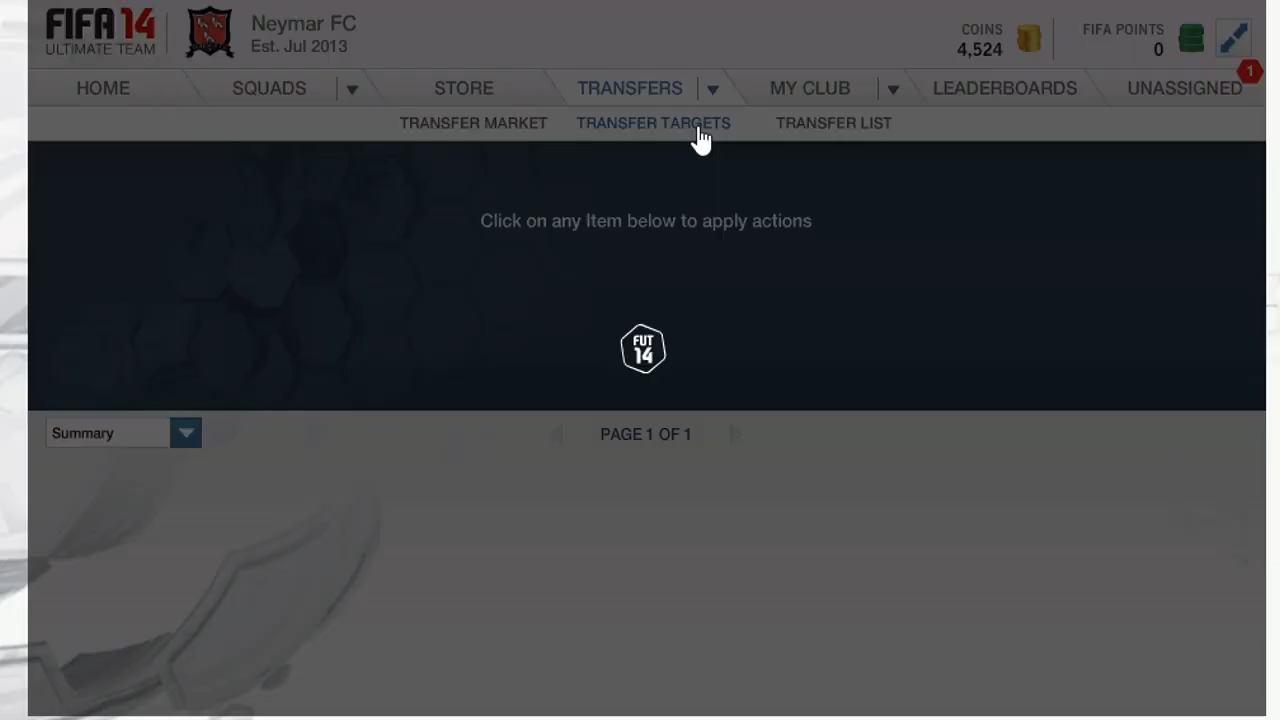 FIFA 14
ULTIMATE TEAM
Neymar FC
Est. Jul 2013
COINS
4,524
FIFA POINTS
0
1
HOME
SQUADS
STORE
TRANSFERS
MY CLUB
LEADERBOARDS
UNASSIGNED
TRANSFER MARKET
TRANSFER TARGETS
TRANSFER LIST
Click on any Item below to apply actions
FUT
14
Summary
PAGE 1 OF 1